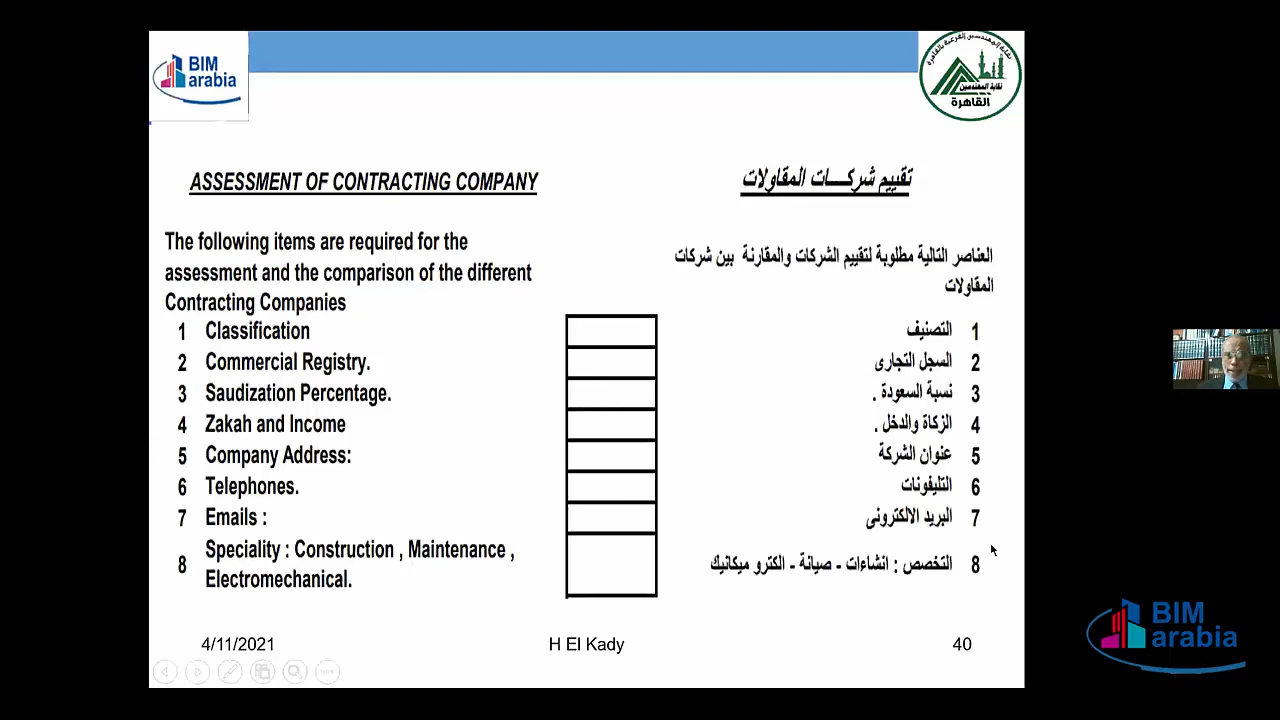 BIM
arabia
نقابة المهندسين الفرعية بالقاهرة
نقابة المهندسين
القاهرة
ASSESSMENT OF CONTRACTING COMPANY
تقييم شركـــات المقاولات
The following items are required for the
assessment and the comparison of the different
Contracting Companies
العناصر التالية مطلوبة لتقييم الشركات والمقارنة بين شركات
المقاولات
1 Classification
1 التصنيف
2 Commercial Registry.
2 السجل التجارى
3 Saudization Percentage.
3 نسبة السعودة .
4 Zakah and Income
4 الزكاة والدخل .
5 Company Address:
5 عنوان الشركة
6 Telephones.
6 التليفونات
7 Emails :
7 البريد الالكترونى
8 Speciality : Construction , Maintenance ,
Electromechanical.
8 التخصص : انشاءات - صيانة - الكترو ميكانيك
4/11/2021
H El Kady
40
BIM
arabia